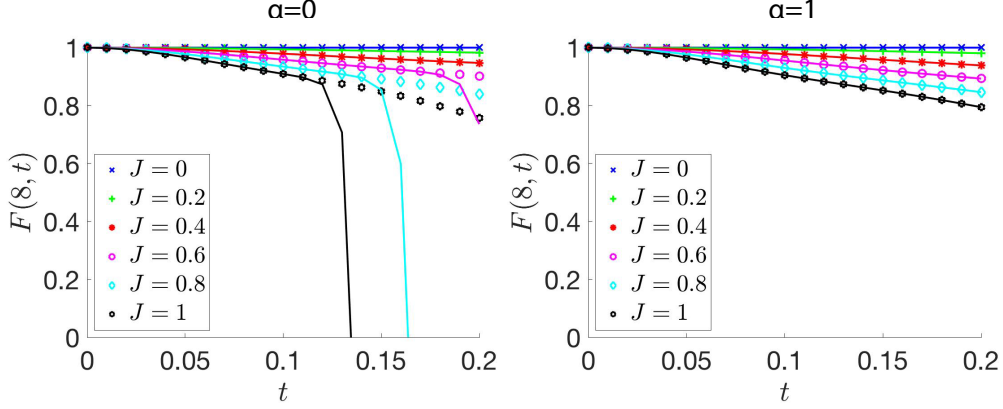 α=0
F(8, t)
1
0.8
0.6
0.4
0.2
0
0 0.05 0.1 0.15 0.2
t
J = 0
J = 0.2
J = 0.4
J = 0.6
J = 0.8
J = 1
α=1
F(8, t)
1
0.8
0.6
0.4
0.2
0
0 0.05 0.1 0.15 0.2
t
J = 0
J = 0.2
J = 0.4
J = 0.6
J = 0.8
J = 1